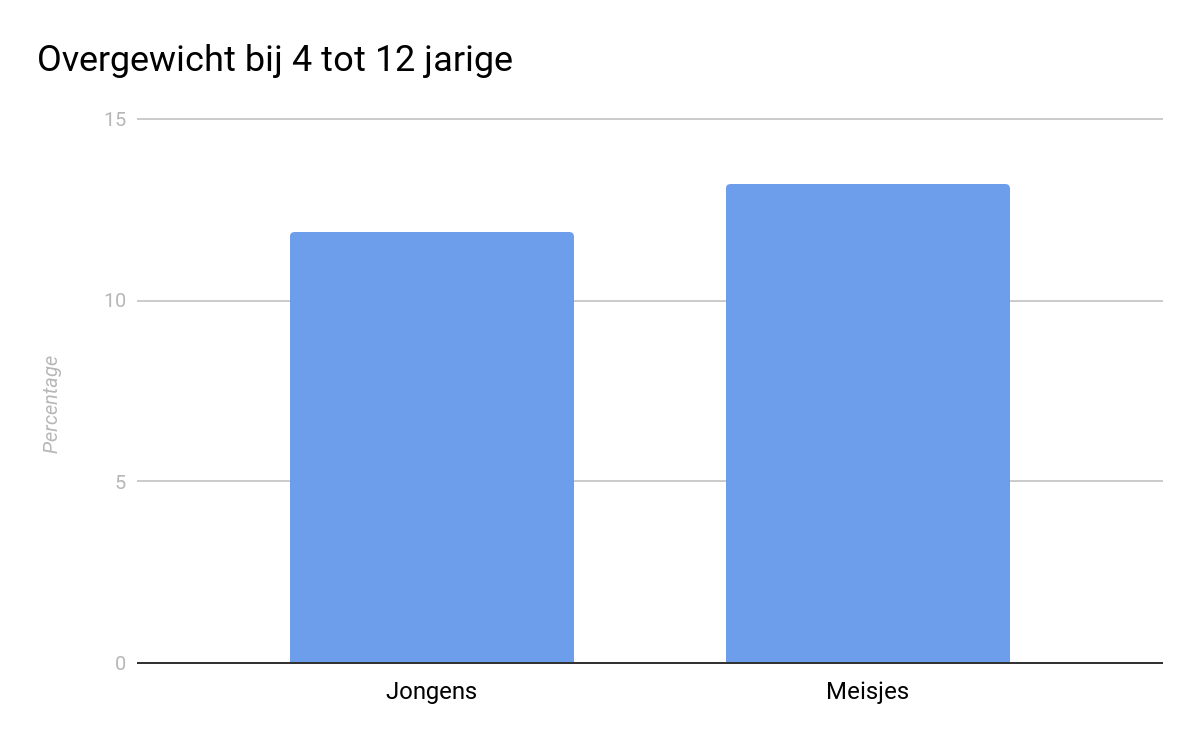 Overgewicht bij 4 tot 12 jarige
15
10
5
0
Percentage
Jongens
Meisjes